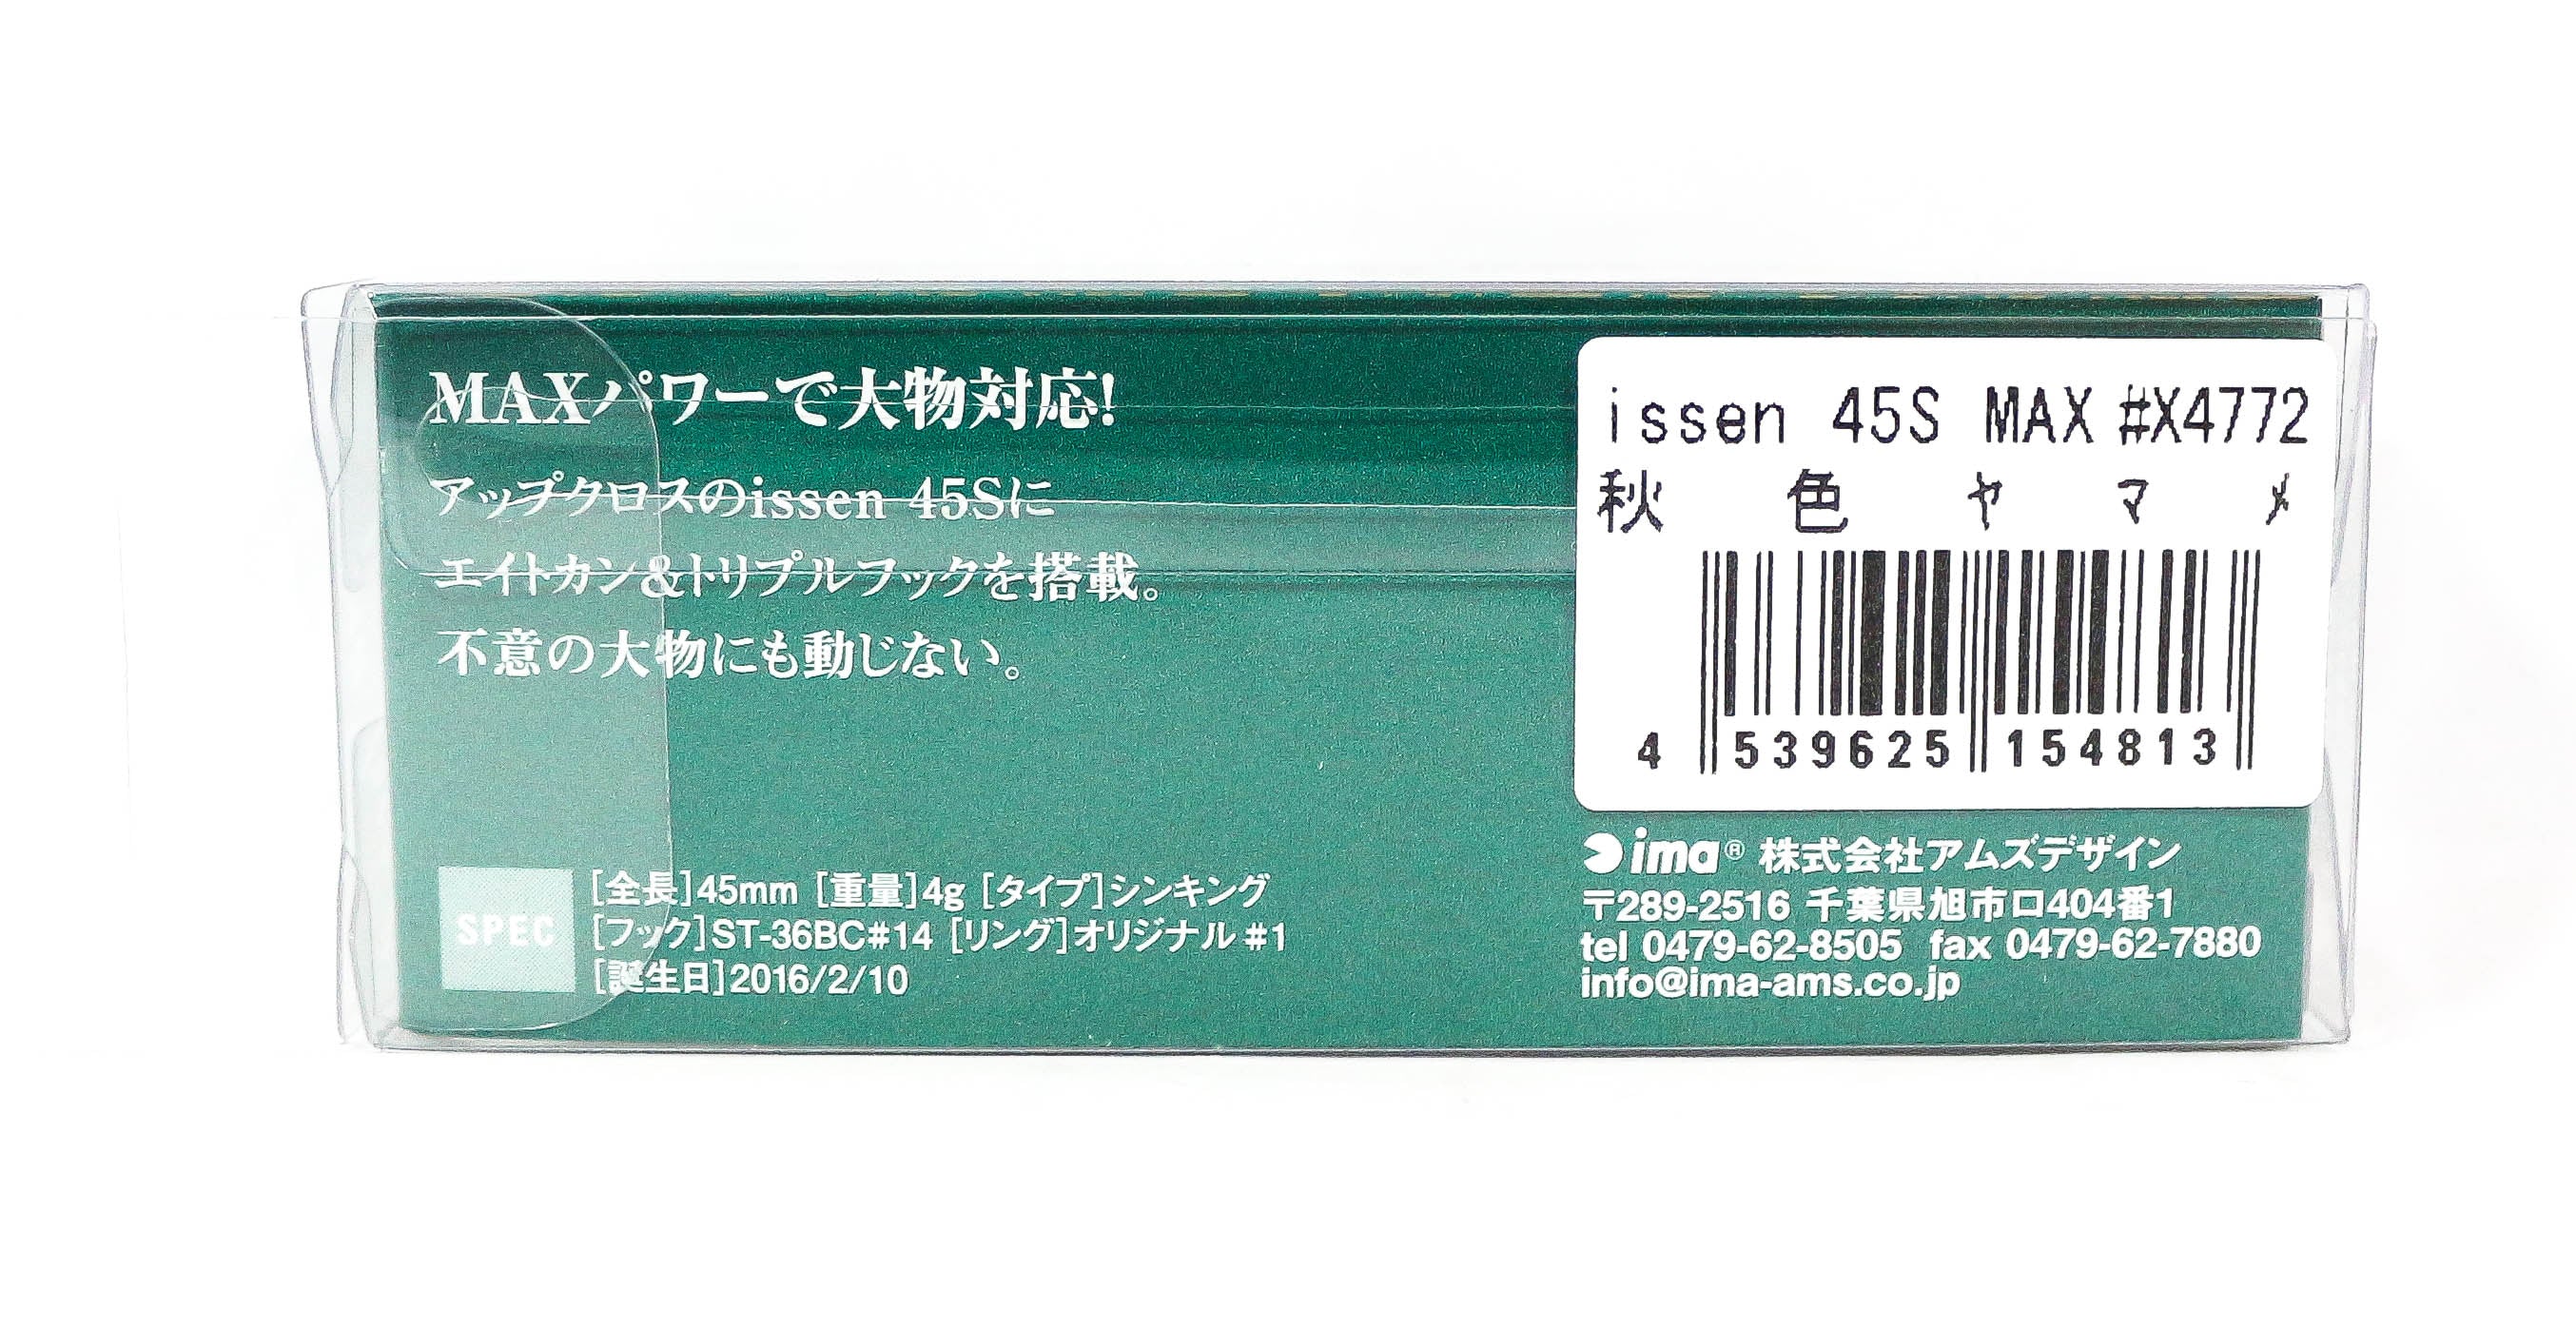 MAXパワーで大物対応!
アップクロスのissen 45Sに
エイトカン&トリプルフックを搭載。
不意の大物にも動じない。
SPEC
[全長]45mm [重量]4g [タイプ]シンキング
[フック]ST-36BC#14 [リング]オリジナル#1
[誕生日]2016/2/10
issen 45S MAX #X4772
秋 色 ヤ マ メ
4 539625 154813
ima® 株式会社アムズデザイン
〒289-2516 千葉県旭市ロ404番1
tel 0479-62-8505 fax 0479-62-7880
info@ima-ams.co.jp